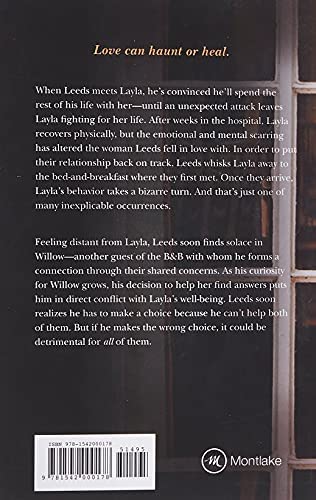 Love can haunt or heal.
When Leeds meets Layla, he's convinced he'll spend the
rest of his life with her—until an unexpected attack leaves
Layla fighting for her life. After weeks in the hospital, Layla
recovers physically, but the emotional and mental scarring
has altered the woman Leeds fell in love with. In order to put
their relationship back on track, Leeds whisks Layla away to
the bed-and-breakfast where they first met. Once they arrive,
Layla's behavior takes a bizarre turn. And that's just one of
many inexplicable occurrences.
Feeling distant from Layla, Leeds soon finds solace in
Willow—another guest of the B&B with whom he forms a
connection through their shared concerns. As his curiosity
for Willow grows, his decision to help her find answers puts
him in direct conflict with Layla's well-being. Leeds soon
realizes he has to make a choice because he can't help both
of them. But if he makes the wrong choice, it could be
detrimental for all of them.
ISBN 978-1542000178
51495
9 781542 000178
M Montlake